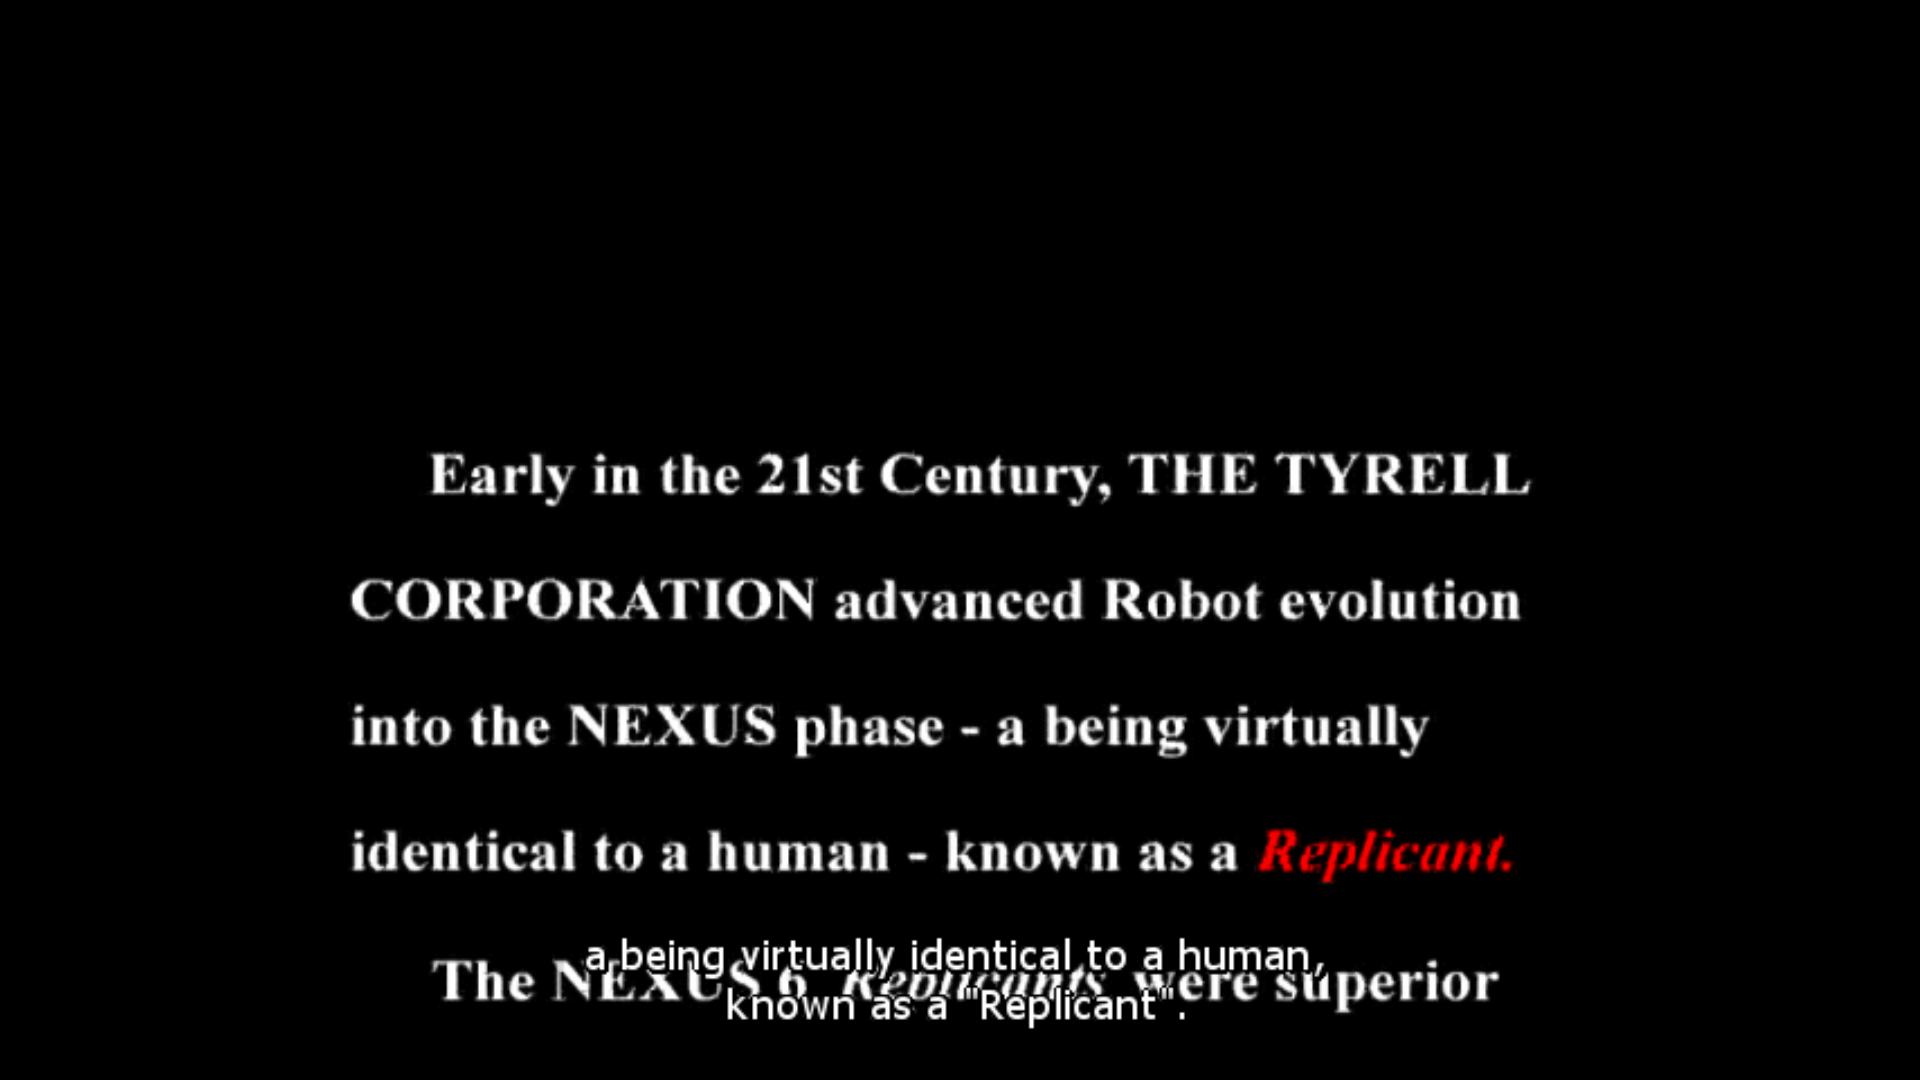 Early in the 21st Century, THE TYRELL
CORPORATION advanced Robot evolution
into the NEXUS phase - a being virtually
identical to a human - known as a Replicant.
The NEXUS 6 Replicants were superior
a being virtually identical to a human,
known as a "Replicant".